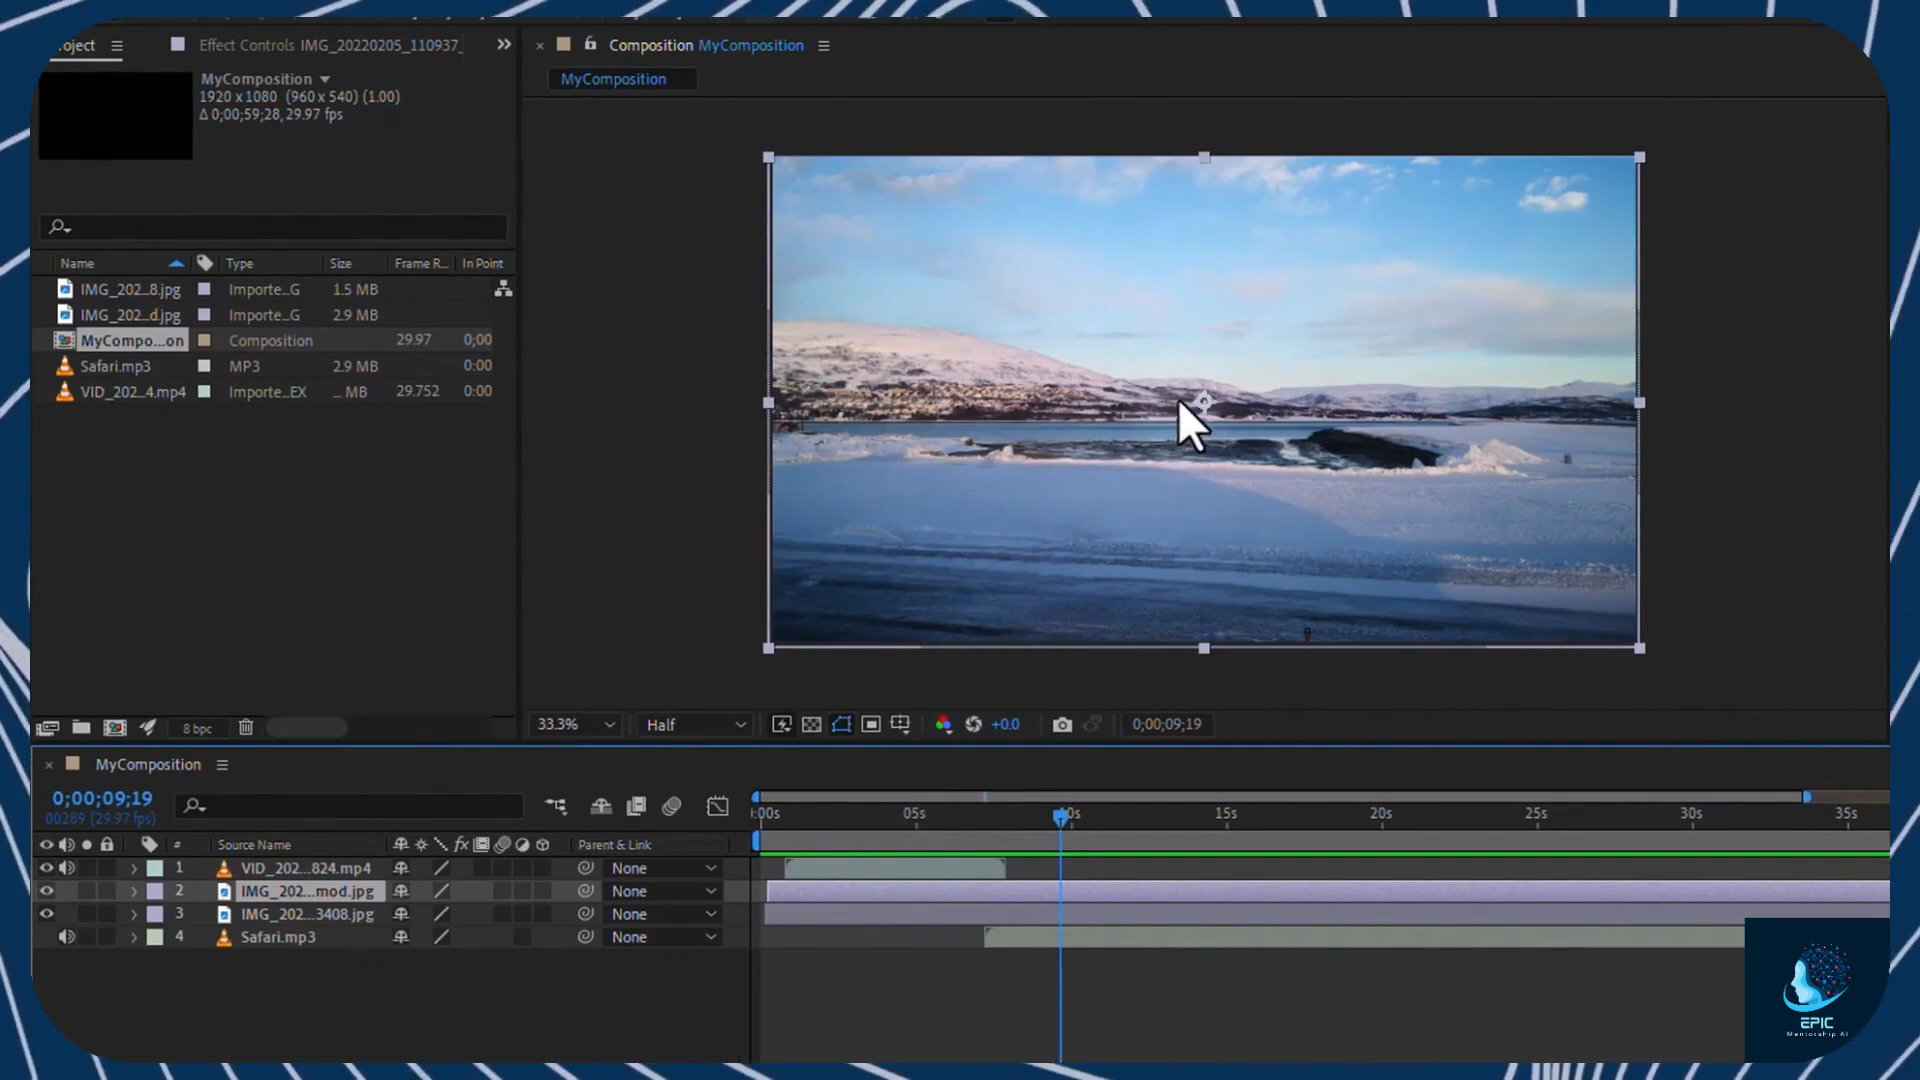 oject
Effect Controls IMG_20220205_110937_
Composition MyComposition
MyComposition
MyComposition
1920 x 1080 (960 x 540) (1.00)
Δ 0;00;59;28, 29.97 fps
Name Type Size Frame R... In Point
IMG_202...8.jpg Importe...G 1.5 MB
IMG_202...d.jpg Importe...G 2.9 MB
MyCompo...on Composition 29.97 0;00
Safari.mp3 MP3 2.9 MB 0:00
VID_202...4.mp4 Importe...EX ... MB 29.752 0:00
8 bpc
33.3% Half +0.0 0;00;09;19
MyComposition
0;00;09;19
00289 (29.97 fps)
:00s 05s 10s 15s 20s 25s 30s 35s
# Source Name fx Parent & Link
1 VID_202...824.mp4 None
2 IMG_202...mod.jpg None
3 IMG_202...3408.jpg None
4 Safari.mp3 None
EPIC
Mentorship AI